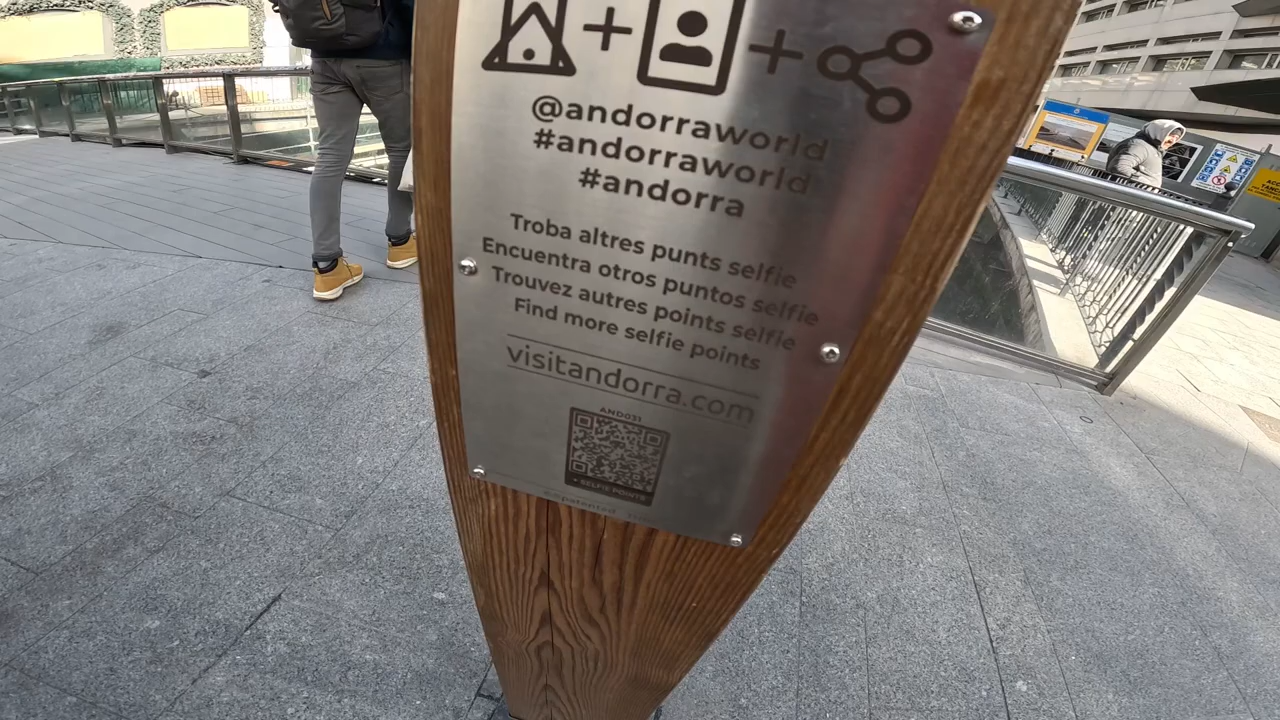 @andorraworld
#andorraworld
#andorra
Troba altres punts selfie
Encuentra otros puntos selfie
Trouvez autres points selfie
Find more selfie points
visitandorra.com
AND031
+ SELFIE POINTS